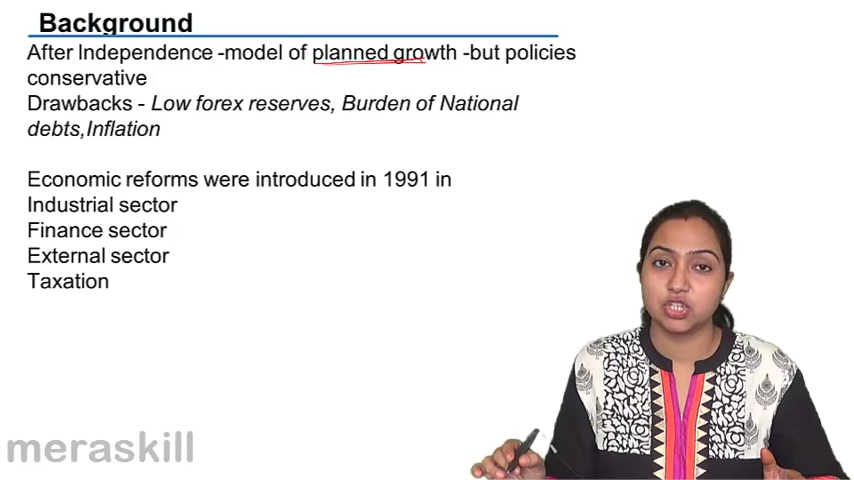 Background
After Independence -model of planned growth -but policies
conservative
Drawbacks - Low forex reserves, Burden of National
debts,Inflation
Economic reforms were introduced in 1991 in
Industrial sector
Finance sector
External sector
Taxation
meraskill